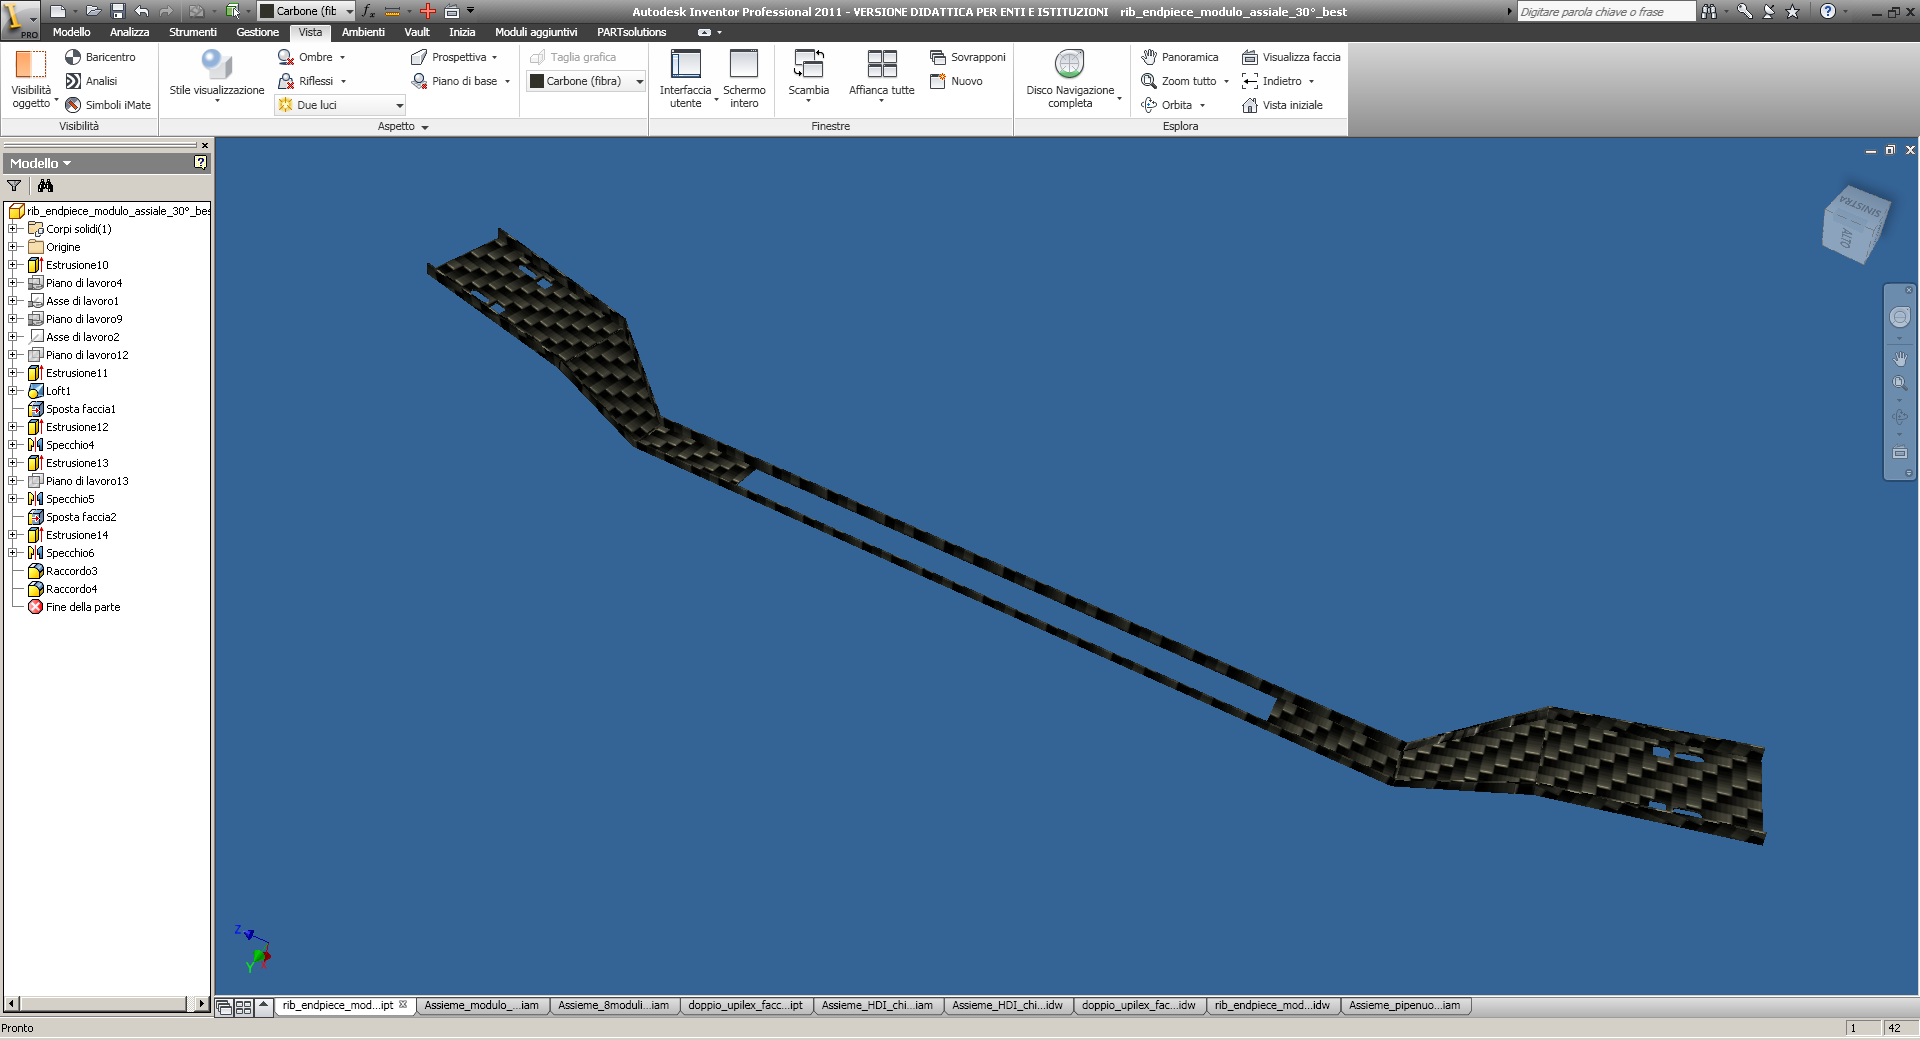 Carbone (fit
Autodesk Inventor Professional 2011 - VERSIONE DIDATTICA PER ENTI E ISTITUZIONI rib_endpiece_modulo_assiale_30°_best
Digitare parola chiave o frase
PRO
Modello Analizza Strumenti Gestione Vista Ambienti Vault Inizia Moduli aggiuntivi PARTsolutions
Visibilità oggetto
Baricentro
Analisi
Simboli iMate
Visibilità
Stile visualizzazione
Ombre
Riflessi
Due luci
Prospettiva
Piano di base
Aspetto
Taglia grafica
Carbone (fibra)
Interfaccia utente
Schermo intero
Scambia
Affianca tutte
Sovrapponi
Nuovo
Finestre
Disco Navigazione completa
Panoramica
Zoom tutto
Orbita
Visualizza faccia
Indietro
Vista iniziale
Esplora
Modello
rib_endpiece_modulo_assiale_30°_bes
Corpi solidi(1)
Origine
Estrusione10
Piano di lavoro4
Asse di lavoro1
Piano di lavoro9
Asse di lavoro2
Piano di lavoro12
Estrusione11
Loft1
Sposta faccia1
Estrusione12
Specchio4
Estrusione13
Piano di lavoro13
Specchio5
Sposta faccia2
Estrusione14
Specchio6
Raccordo3
Raccordo4
Fine della parte
SINISTRA
ALTO
Z
Y
rib_endpiece_mod...ipt Assieme_modulo_...iam Assieme_8moduli...iam doppio_upilex_facc...ipt Assieme_HDI_chi...iam Assieme_HDI_chi...idw doppio_upilex_fac...idw rib_endpiece_mod...idw Assieme_pipenuo...iam
Pronto
1 42